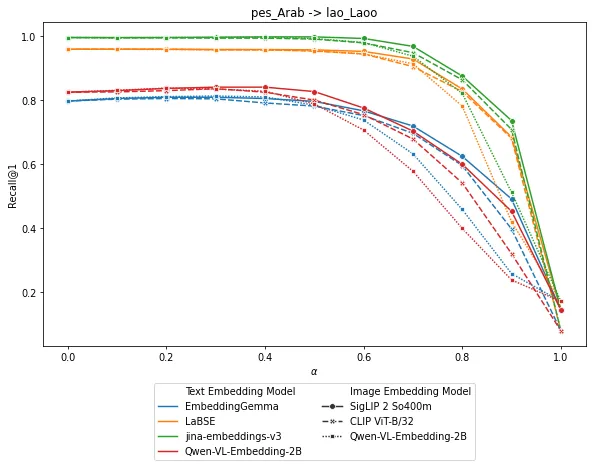 pes_Arab -> lao_Laoo
1.0
0.8
0.6
0.4
0.2
Recall@1
0.0 0.2 0.4 0.6 0.8 1.0
α
Text Embedding Model
EmbeddingGemma
LaBSE
jina-embeddings-v3
Qwen-VL-Embedding-2B
Image Embedding Model
SigLIP 2 So400m
CLIP ViT-B/32
Qwen-VL-Embedding-2B